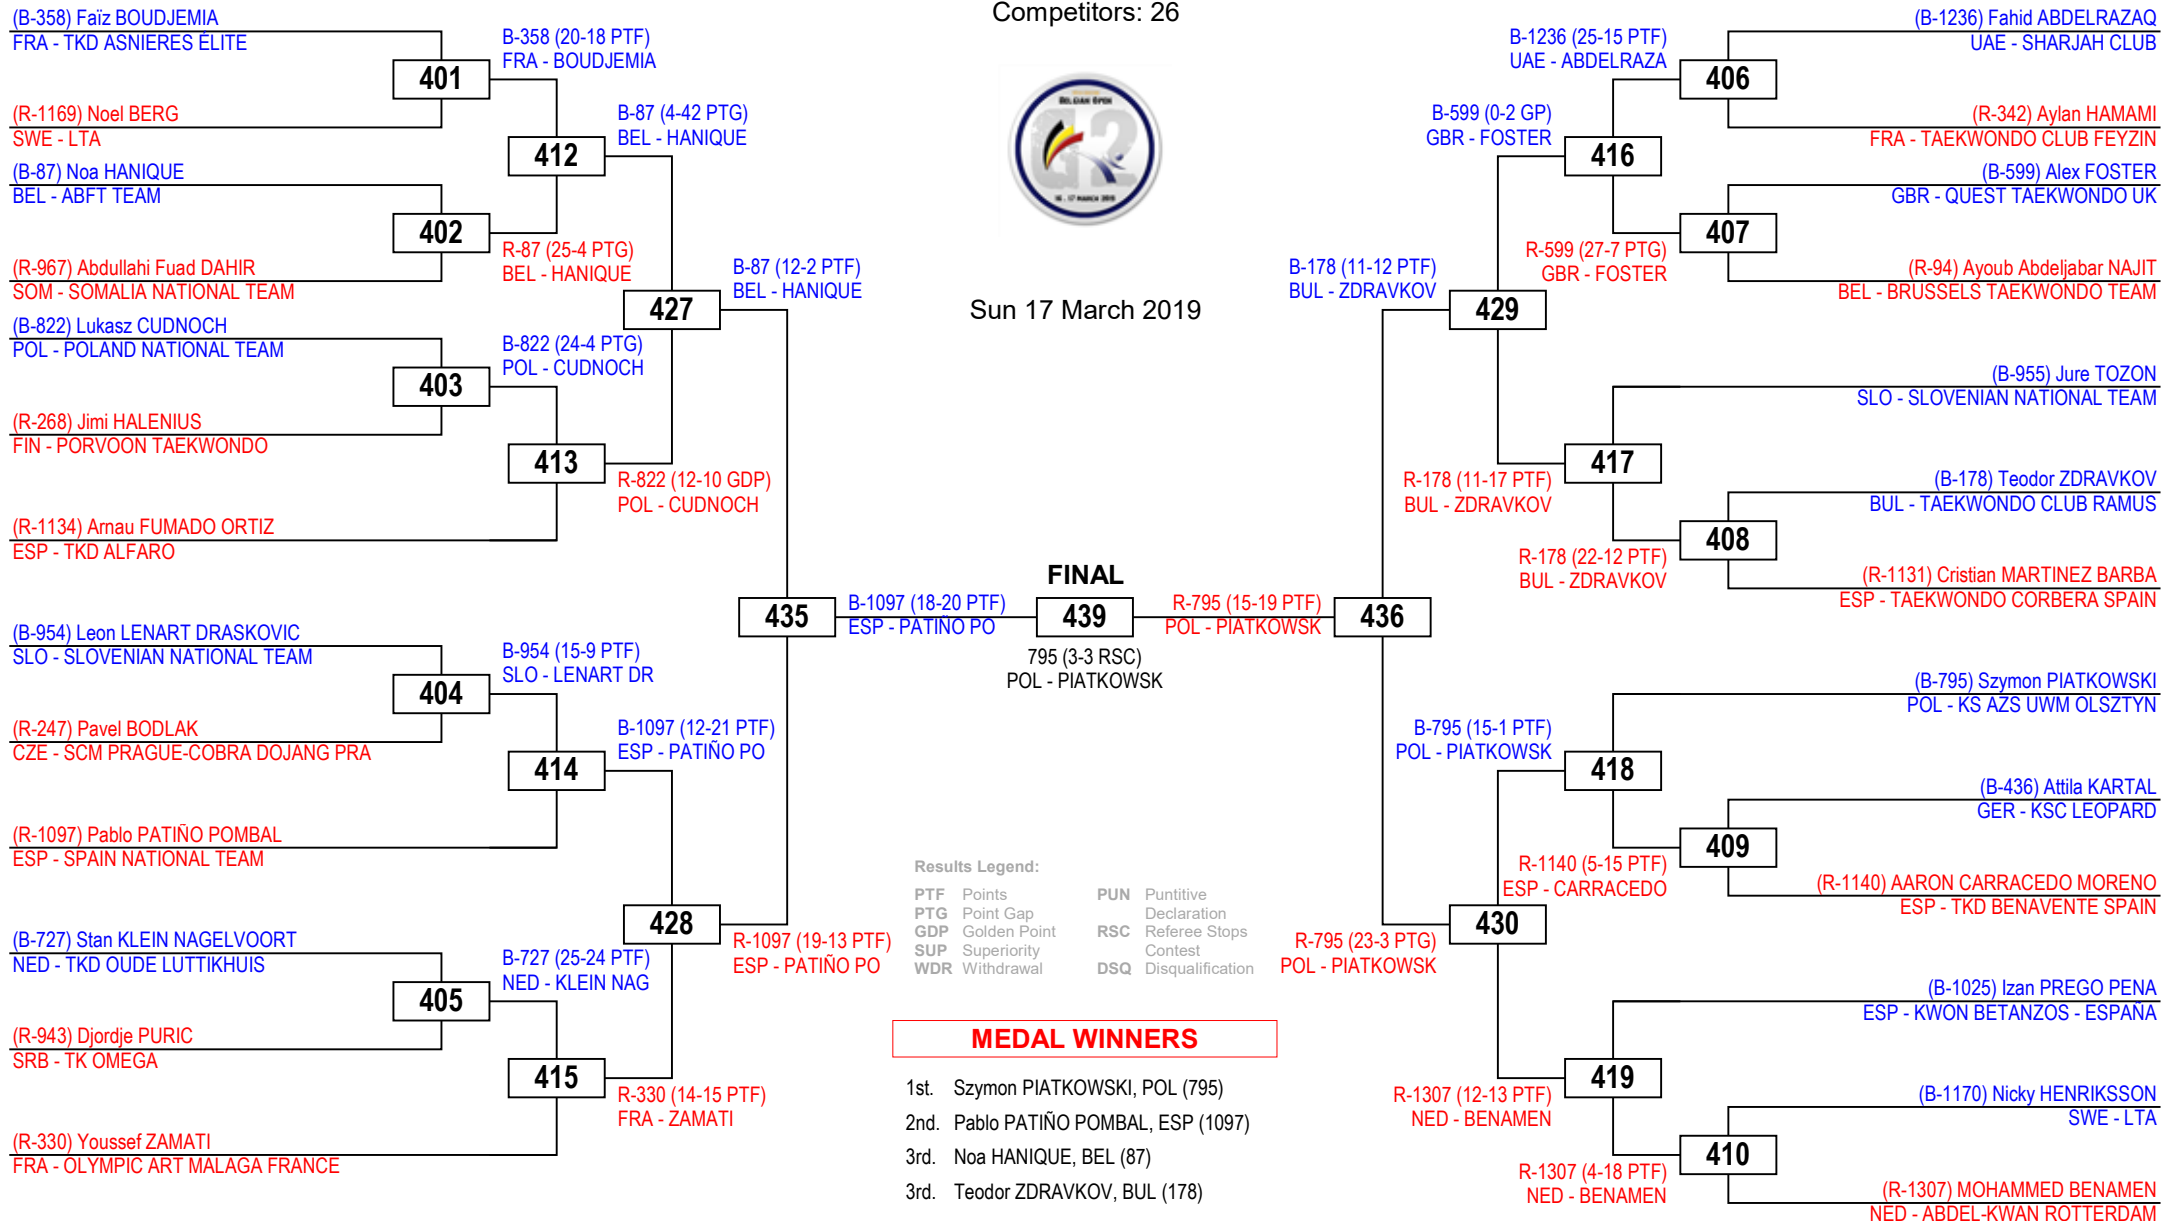 Competitors: 26
BELGIAN OPEN
G2
16 - 17 MARCH 2019
Sun 17 March 2019
(B-358) Faïz BOUDJEMIA
FRA - TKD ASNIERES ÉLITE
(R-1169) Noel BERG
SWE - LTA
(B-87) Noa HANIQUE
BEL - ABFT TEAM
(R-967) Abdullahi Fuad DAHIR
SOM - SOMALIA NATIONAL TEAM
(B-822) Lukasz CUDNOCH
POL - POLAND NATIONAL TEAM
(R-268) Jimi HALENIUS
FIN - PORVOON TAEKWONDO
(R-1134) Arnau FUMADO ORTIZ
ESP - TKD ALFARO
(B-954) Leon LENART DRASKOVIC
SLO - SLOVENIAN NATIONAL TEAM
(R-247) Pavel BODLAK
CZE - SCM PRAGUE-COBRA DOJANG PRA
(R-1097) Pablo PATIÑO POMBAL
ESP - SPAIN NATIONAL TEAM
(B-727) Stan KLEIN NAGELVOORT
NED - TKD OUDE LUTTIKHUIS
(R-943) Djordje PURIC
SRB - TK OMEGA
(R-330) Youssef ZAMATI
FRA - OLYMPIC ART MALAGA FRANCE
401
402
403
404
405
B-358 (20-18 PTF)
FRA - BOUDJEMIA
R-87 (25-4 PTG)
BEL - HANIQUE
B-822 (24-4 PTG)
POL - CUDNOCH
B-954 (15-9 PTF)
SLO - LENART DR
B-727 (25-24 PTF)
NED - KLEIN NAG
412
413
414
415
B-87 (4-42 PTG)
BEL - HANIQUE
R-822 (12-10 GDP)
POL - CUDNOCH
B-1097 (12-21 PTF)
ESP - PATIÑO PO
R-330 (14-15 PTF)
FRA - ZAMATI
427
428
B-87 (12-2 PTF)
BEL - HANIQUE
R-1097 (19-13 PTF)
ESP - PATIÑO PO
435
B-1097 (18-20 PTF)
ESP - PATIÑO PO
FINAL
439
795 (3-3 RSC)
POL - PIATKOWSK
R-795 (15-19 PTF)
POL - PIATKOWSK
436
B-178 (11-12 PTF)
BUL - ZDRAVKOV
R-795 (23-3 PTG)
POL - PIATKOWSK
429
430
B-599 (0-2 GP)
GBR - FOSTER
R-178 (11-17 PTF)
BUL - ZDRAVKOV
B-795 (15-1 PTF)
POL - PIATKOWSK
R-1307 (12-13 PTF)
NED - BENAMEN
416
417
418
419
B-1236 (25-15 PTF)
UAE - ABDELRAZA
R-599 (27-7 PTG)
GBR - FOSTER
R-178 (22-12 PTF)
BUL - ZDRAVKOV
R-1140 (5-15 PTF)
ESP - CARRACEDO
R-1307 (4-18 PTF)
NED - BENAMEN
406
407
408
409
410
(B-1236) Fahid ABDELRAZAQ
UAE - SHARJAH CLUB
(R-342) Aylan HAMAMI
FRA - TAEKWONDO CLUB FEYZIN
(B-599) Alex FOSTER
GBR - QUEST TAEKWONDO UK
(R-94) Ayoub Abdeljabar NAJIT
BEL - BRUSSELS TAEKWONDO TEAM
(B-955) Jure TOZON
SLO - SLOVENIAN NATIONAL TEAM
(B-178) Teodor ZDRAVKOV
BUL - TAEKWONDO CLUB RAMUS
(R-1131) Cristian MARTINEZ BARBA
ESP - TAEKWONDO CORBERA SPAIN
(B-795) Szymon PIATKOWSKI
POL - KS AZS UWM OLSZTYN
(B-436) Attila KARTAL
GER - KSC LEOPARD
(R-1140) AARON CARRACEDO MORENO
ESP - TKD BENAVENTE SPAIN
(B-1025) Izan PREGO PENA
ESP - KWON BETANZOS - ESPAÑA
(B-1170) Nicky HENRIKSSON
SWE - LTA
(R-1307) MOHAMMED BENAMEN
NED - ABDEL-KWAN ROTTERDAM
Results Legend:
PTF Points
PTG Point Gap
GDP Golden Point
SUP Superiority
WDR Withdrawal
PUN Puntitive
Declaration
RSC Referee Stops
Contest
DSQ Disqualification
MEDAL WINNERS
1st. Szymon PIATKOWSKI, POL (795)
2nd. Pablo PATIÑO POMBAL, ESP (1097)
3rd. Noa HANIQUE, BEL (87)
3rd. Teodor ZDRAVKOV, BUL (178)